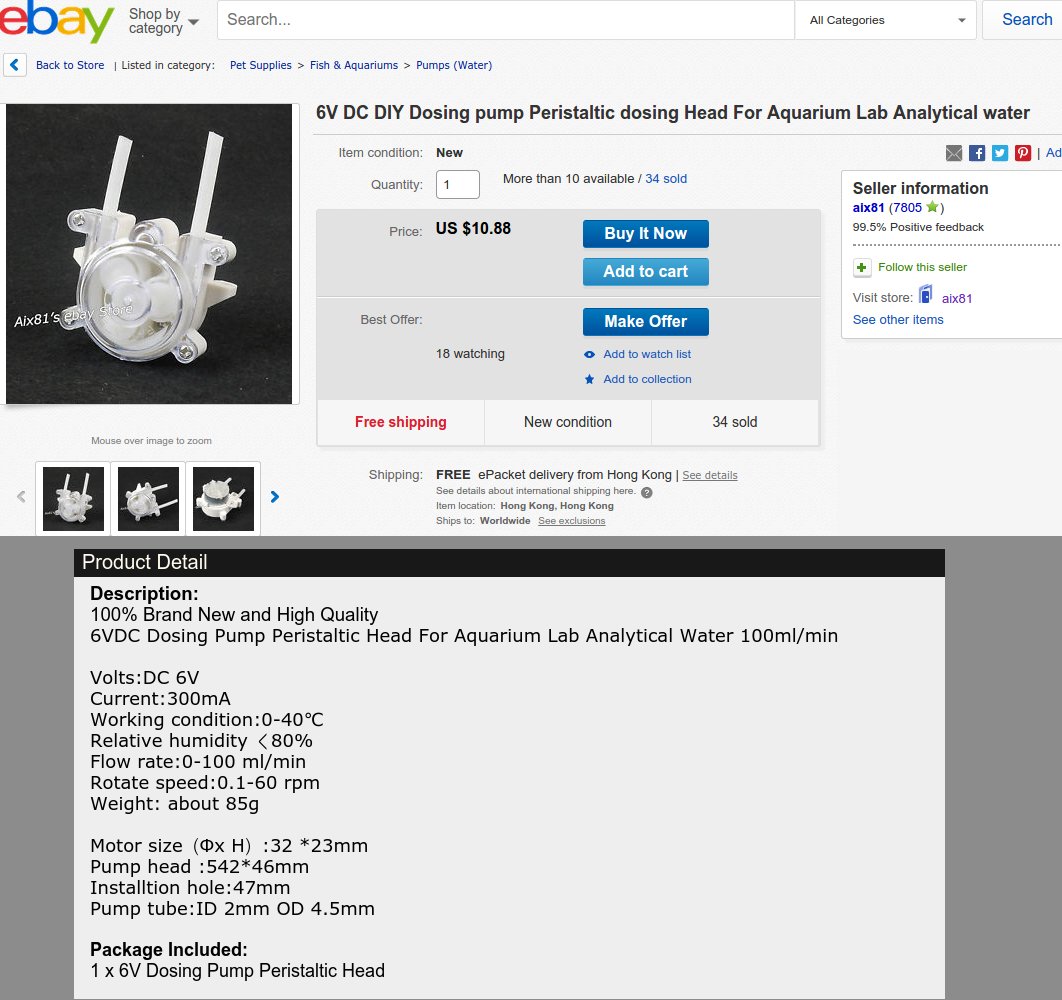 ebay
Shop by category
Search...
All Categories
Search
Back to Store | Listed in category: Pet Supplies > Fish & Aquariums > Pumps (Water)
6V DC DIY Dosing pump Peristaltic dosing Head For Aquarium Lab Analytical water
Item condition: New
| Ad
Quantity: 1 More than 10 available / 34 sold
Price: US $10.88
Buy It Now
Add to cart
Best Offer:
Make Offer
18 watching
Add to watch list
Add to collection
Free shipping New condition 34 sold
Seller information
aix81 (7805 )
99.5% Positive feedback
Follow this seller
Visit store: aix81
See other items
Aix81's ebay Store
Mouse over image to zoom
Shipping: FREE ePacket delivery from Hong Kong | See details
See details about international shipping here. ?
Item location: Hong Kong, Hong Kong
Ships to: Worldwide See exclusions
Product Detail
Description:
100% Brand New and High Quality
6VDC Dosing Pump Peristaltic Head For Aquarium Lab Analytical Water 100ml/min
Volts:DC 6V
Current:300mA
Working condition:0-40℃
Relative humidity ＜80%
Flow rate:0-100 ml/min
Rotate speed:0.1-60 rpm
Weight: about 85g
Motor size（Φx H）:32 *23mm
Pump head :542*46mm
Installtion hole:47mm
Pump tube:ID 2mm OD 4.5mm
Package Included:
1 x 6V Dosing Pump Peristaltic Head